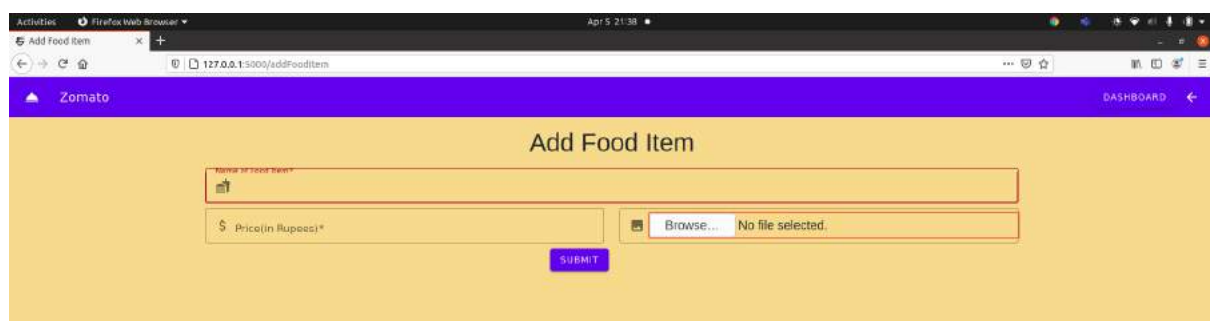 Activities Firefox Web Browser Apr 5 21:38
Add Food Item
127.0.0.1:5000/addFoodItem
Zomato DASHBOARD
Add Food Item
Name of Food Item*
Price(in Rupees)* Browse... No file selected.
SUBMIT